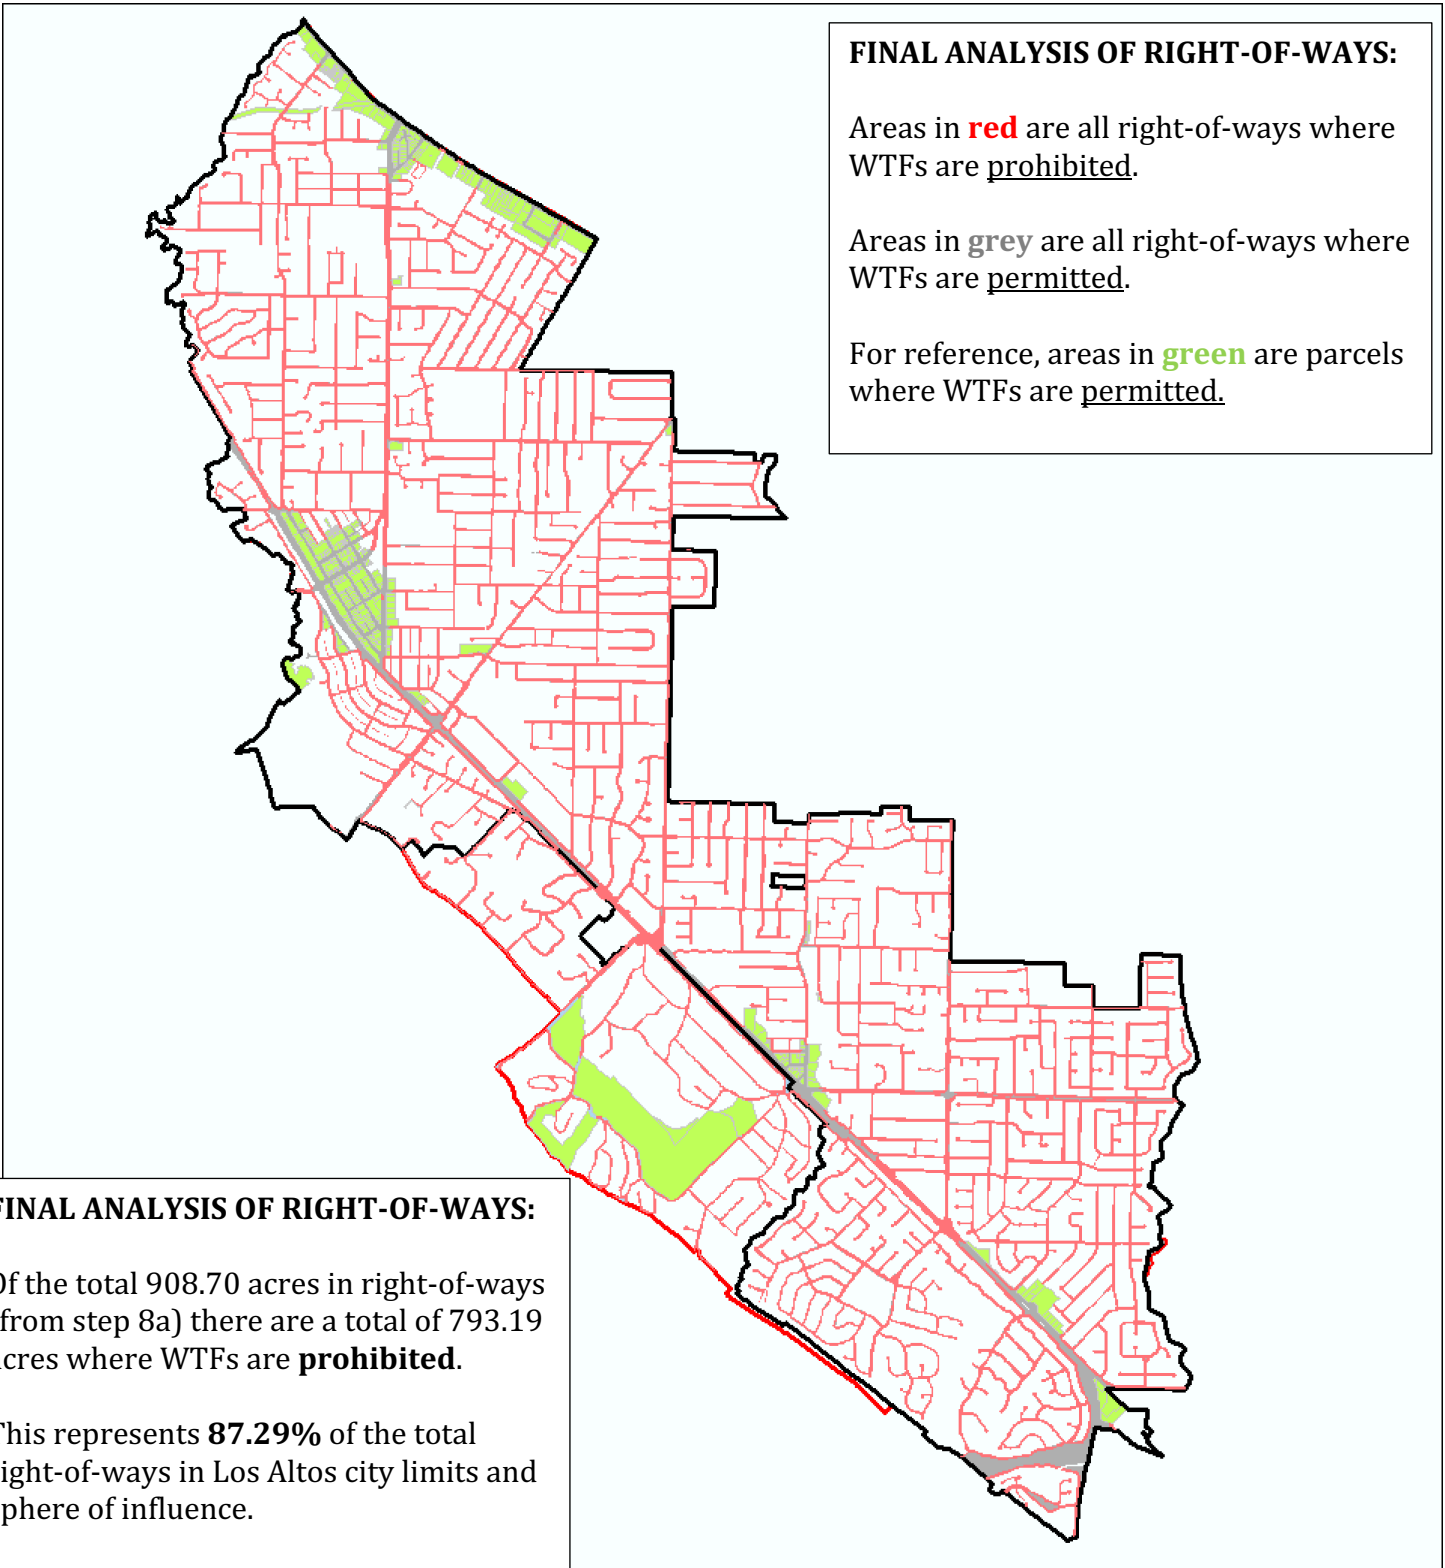 FINAL ANALYSIS OF RIGHT-OF-WAYS:
Areas in red are all right-of-ways where
WTFs are prohibited.
Areas in grey are all right-of-ways where
WTFs are permitted.
For reference, areas in green are parcels
where WTFs are permitted.
FINAL ANALYSIS OF RIGHT-OF-WAYS:
Of the total 908.70 acres in right-of-ways
(from step 8a) there are a total of 793.19
acres where WTFs are prohibited.
This represents 87.29% of the total
right-of-ways in Los Altos city limits and
sphere of influence.